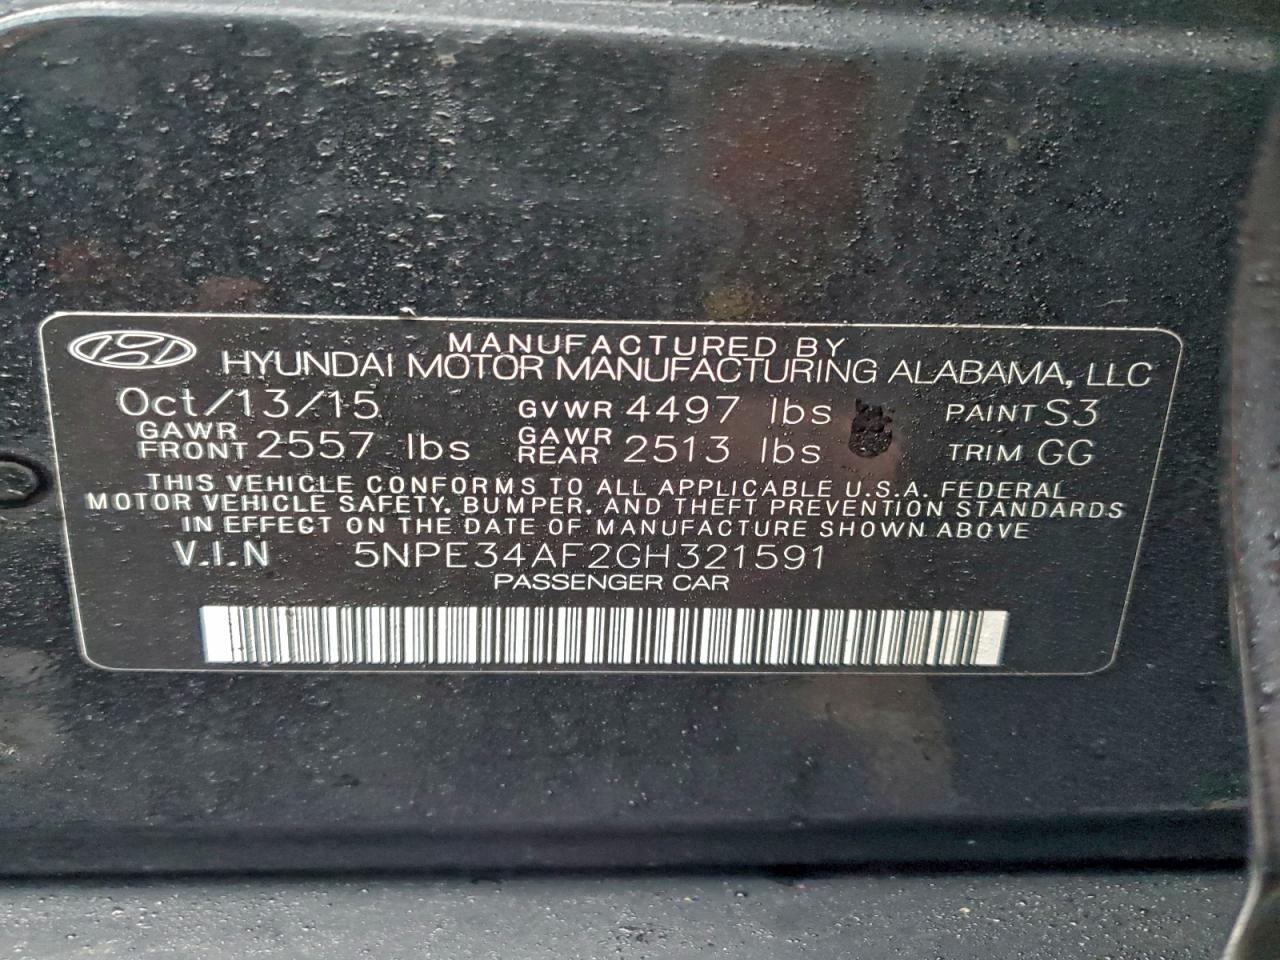 MANUFACTURED BY
HYUNDAI MOTOR MANUFACTURING ALABAMA, LLC
Oct/13/15 GVWR 4497 lbs PAINT S3
GAWR FRONT 2557 lbs GAWR REAR 2513 lbs TRIM GG
THIS VEHICLE CONFORMS TO ALL APPLICABLE U.S.A. FEDERAL
MOTOR VEHICLE SAFETY, BUMPER, AND THEFT PREVENTION STANDARDS
IN EFFECT ON THE DATE OF MANUFACTURE SHOWN ABOVE
V.I.N 5NPE34AF2GH321591
PASSENGER CAR